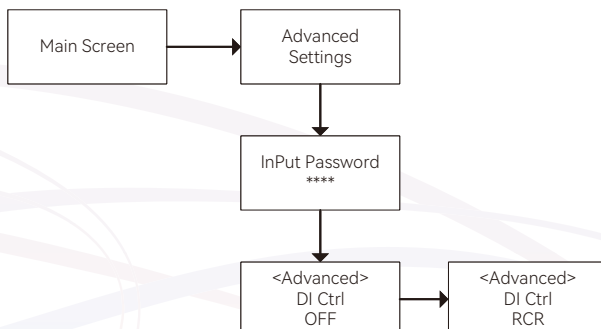 Main Screen
Advanced
Settings
InPut Password
****
<Advanced>
DI Ctrl
OFF
<Advanced>
DI Ctrl
RCR